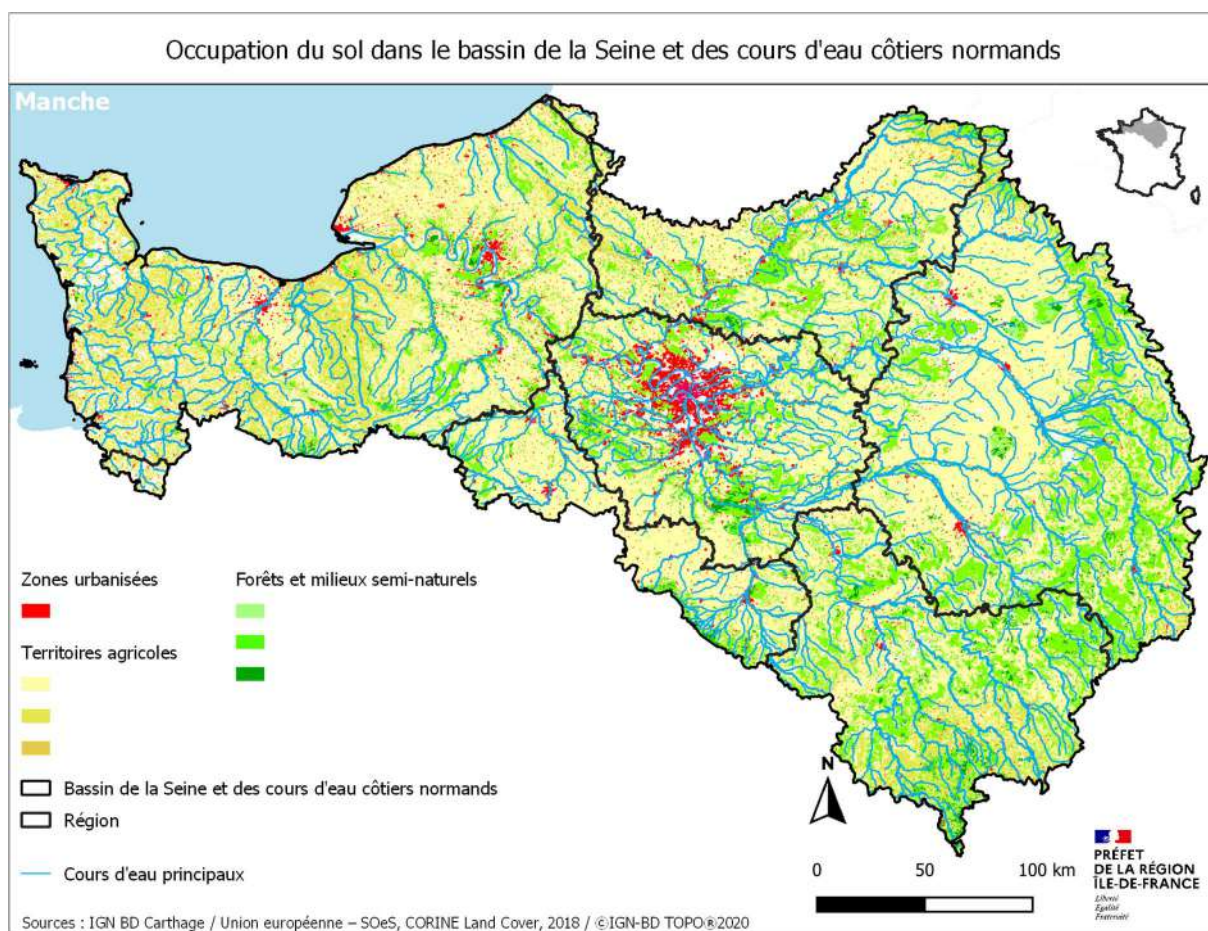 Occupation du sol dans le bassin de la Seine et des cours d'eau côtiers normands
Manche
Zones urbanisées
Forêts et milieux semi-naturels
Territoires agricoles
Bassin de la Seine et des cours d'eau côtiers normands
Région
Cours d'eau principaux
N
0 50 100 km
PRÉFET
DE LA RÉGION
ÎLE-DE-FRANCE
Liberté
Égalité
Fraternité
Sources : IGN BD Carthage / Union européenne – SOeS, CORINE Land Cover, 2018 / ©IGN-BD TOPO®2020